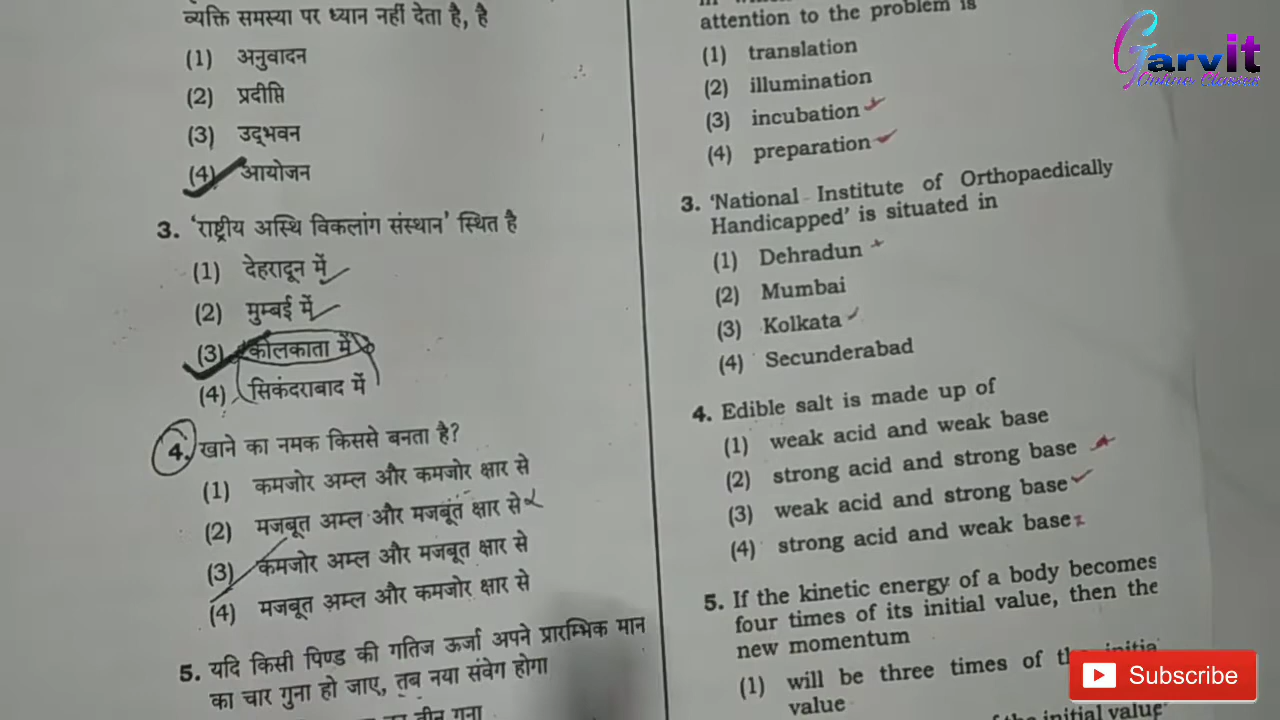 व्यक्ति समस्या पर ध्यान नहीं देता है, है
(1) अनुवादन
(2) प्रदीप्ति
(3) उद्‌भवन
(4) आयोजन
3. ‘राष्ट्रीय अस्थि विकलांग संस्थान’ स्थित है
(1) देहरादून में
(2) मुम्बई में
(3) कोलकाता में
(4) सिकंदराबाद में
4. खाने का नमक किससे बनता है?
(1) कमजोर अम्ल और कमजोर क्षार से
(2) मजबूत अम्ल और मजबूत क्षार से
(3) कमजोर अम्ल और मजबूत क्षार से
(4) मजबूत अम्ल और कमजोर क्षार से
5. यदि किसी पिण्ड की गतिज ऊर्जा अपने प्रारम्भिक मान
का चार गुना हो जाए, तब नया संवेग होगा
तीन गुना
attention to the problem is
(1) translation
(2) illumination
(3) incubation
(4) preparation
3. ‘National Institute of Orthopaedically
Handicapped’ is situated in
(1) Dehradun
(2) Mumbai
(3) Kolkata
(4) Secunderabad
4. Edible salt is made up of
(1) weak acid and weak base
(2) strong acid and strong base
(3) weak acid and strong base
(4) strong acid and weak base
5. If the kinetic energy of a body becomes
four times of its initial value, then the
new momentum
(1) will be three times of
value
of the initial value
Garvit
Online Classes
Subscribe